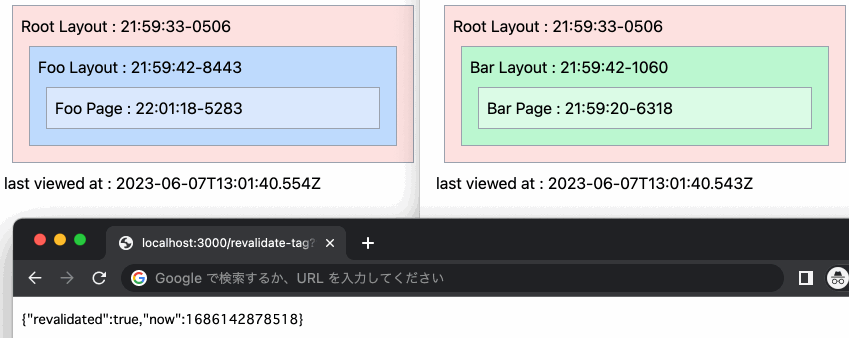 Root Layout : 21:59:33-0506
Foo Layout : 21:59:42-8443
Foo Page : 22:01:18-5283
last viewed at : 2023-06-07T13:01:40.554Z
Root Layout : 21:59:33-0506
Bar Layout : 21:59:42-1060
Bar Page : 21:59:20-6318
last viewed at : 2023-06-07T13:01:40.543Z
localhost:3000/revalidate-tag?
Google で検索するか、URL を入力してください
{"revalidated":true,"now":1686142878518}